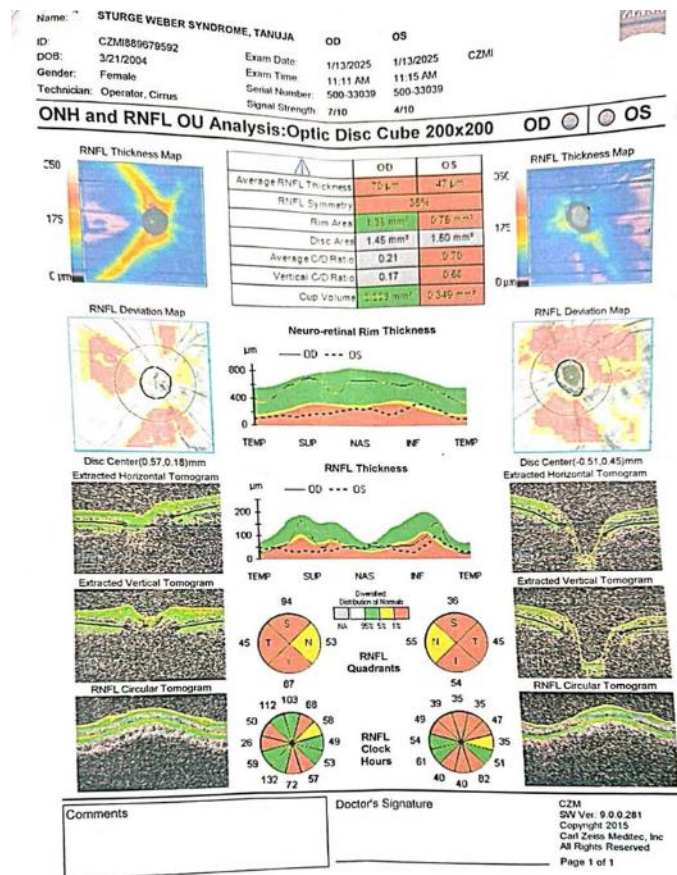 Name: STURGE WEBER SYNDROME, TANUJA
OD OS
ID: CZMI889679592
Exam Date: 1/13/2025 1/13/2025 CZMI
DOB: 3/21/2004
Exam Time: 11:11 AM 11:15 AM
Gender: Female
Serial Number: 500-33039 500-33039
Technician: Operator, Cirrus
Signal Strength: 7/10 4/10
ONH and RNFL OU Analysis:Optic Disc Cube 200x200 OD OS
RNFL Thickness Map
175
0 µm
OD OS
Average RNFL Thickness 70 µm 47 µm
RNFL Symmetry 38%
Rim Area 0.76 mm²
Disc Area 1.45 mm² 1.60 mm²
Average C/D Ratio 0.21 0.70
Vertical C/D Ratio 0.17 0.66
Cup Volume 0.349 mm³
RNFL Thickness Map
175
0 µm
RNFL Deviation Map
Disc Center(0.57,0.18)mm
Neuro-retinal Rim Thickness
µm OD OS
800
400
0
TEMP SUP NAS INF TEMP
RNFL Deviation Map
Disc Center(-0.51,0.45)mm
Extracted Horizontal Tomogram
RNFL Thickness
µm OD OS
200
100
0
TEMP SUP NAS INF TEMP
Extracted Horizontal Tomogram
Extracted Vertical Tomogram
Diversified
Distribution of Normals
NA 95% 5% 1%
94
45 S T N I 53
67
RNFL
Quadrants
36
55 S N T I 45
54
Extracted Vertical Tomogram
RNFL Circular Tomogram
112 103 68
50 58
26 49
59 53
132 72 57
RNFL
Clock
Hours
39 35 35
49 47
54 35
61 51
40 40 82
RNFL Circular Tomogram
Comments
Doctor's Signature
CZM
SW Ver: 9.0.0.281
Copyright 2015
Carl Zeiss Meditec, Inc
All Rights Reserved
Page 1 of 1